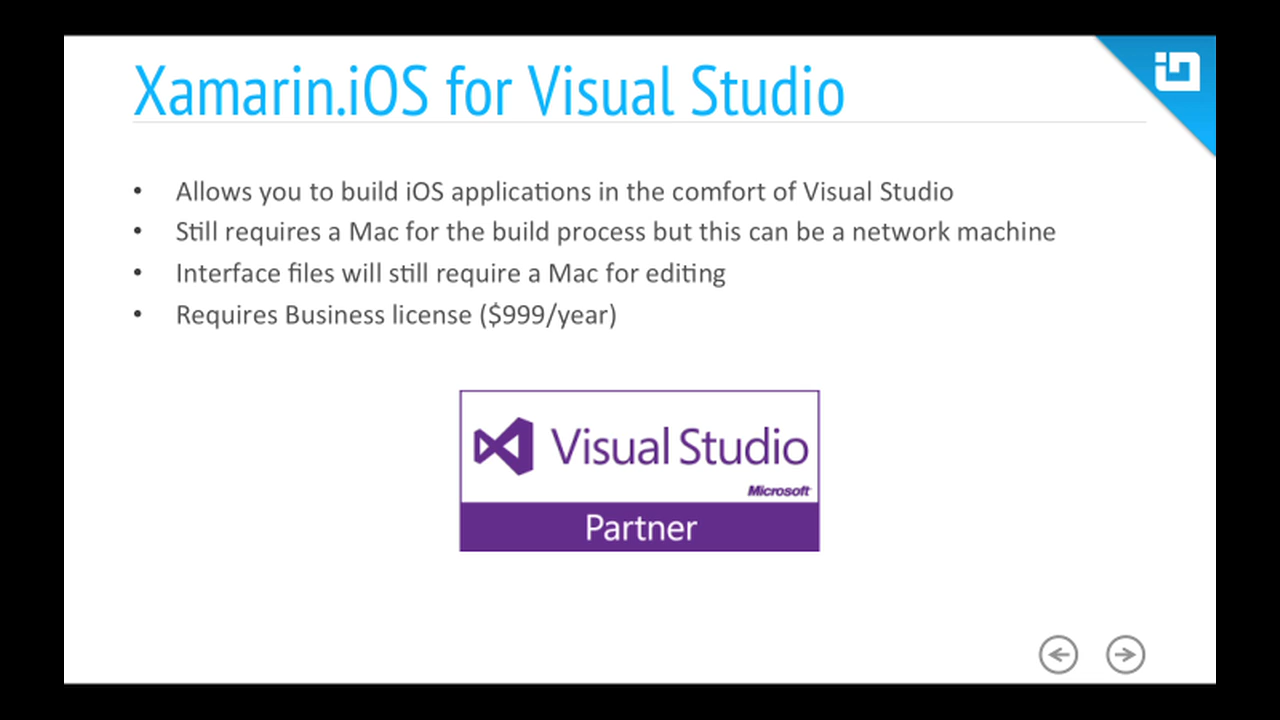 Xamarin.iOS for Visual Studio
• Allows you to build iOS applications in the comfort of Visual Studio
• Still requires a Mac for the build process but this can be a network machine
• Interface files will still require a Mac for editing
• Requires Business license ($999/year)
Visual Studio
Microsoft
Partner